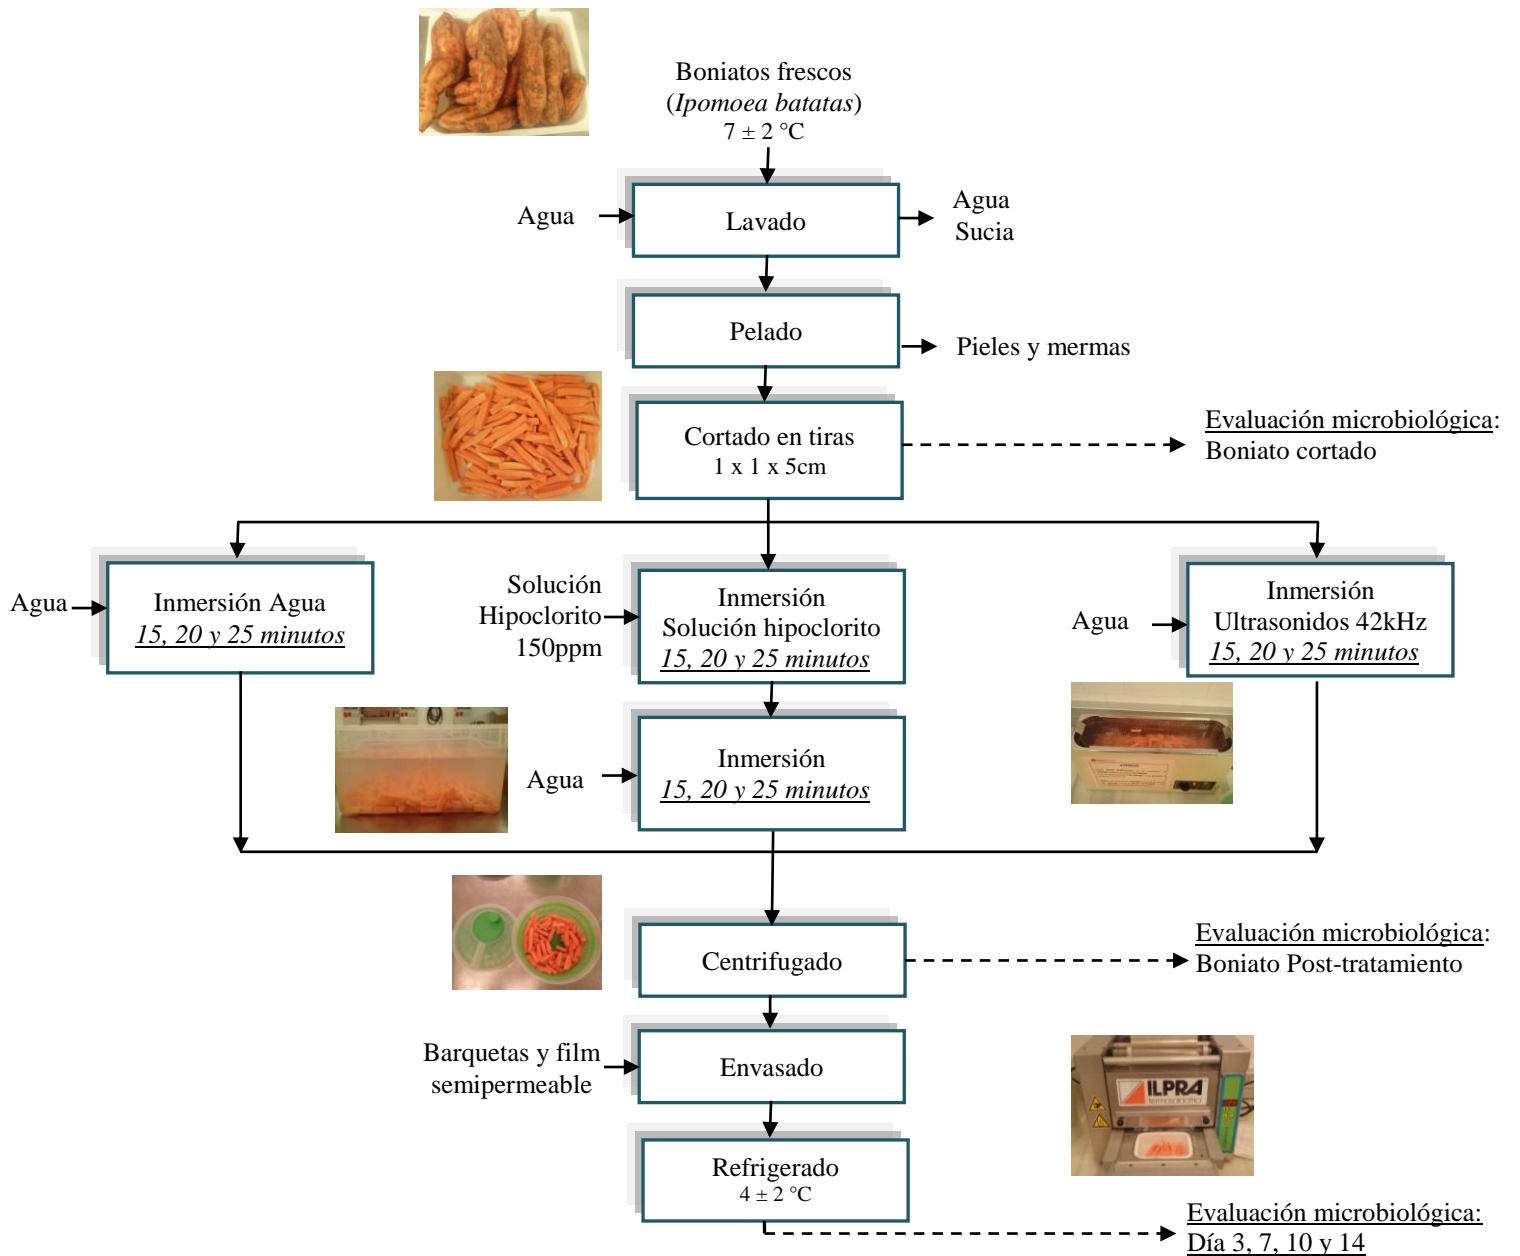 Boniatos frescos
(Ipomoea batatas)
7 ± 2 °C
Agua
Lavado
Agua
Sucia
Pelado
Pieles y mermas
Cortado en tiras
1 x 1 x 5cm
Evaluación microbiológica:
Boniato cortado
Agua
Inmersión Agua
15, 20 y 25 minutos
Solución
Hipoclorito
150ppm
Inmersión
Solución hipoclorito
15, 20 y 25 minutos
Agua
Inmersión
Ultrasonidos 42kHz
15, 20 y 25 minutos
Agua
Inmersión
15, 20 y 25 minutos
Centrifugado
Evaluación microbiológica:
Boniato Post-tratamiento
Barquetas y film
semipermeable
Envasado
ILPRA
Refrigerado
4 ± 2 °C
Evaluación microbiológica:
Día 3, 7, 10 y 14